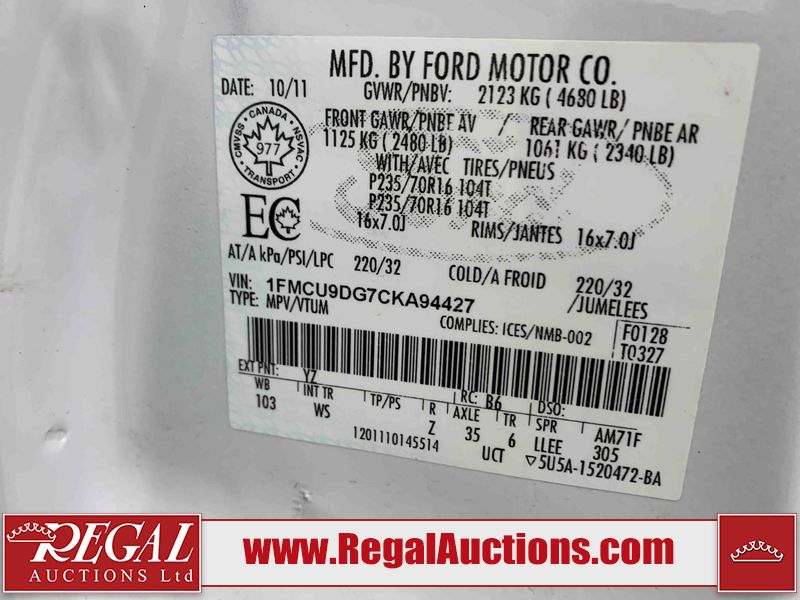 MFD. BY FORD MOTOR CO.
DATE: 10/11 GVWR/PNBV: 2123 KG ( 4680 LB)
FRONT GAWR/PNBE AV / REAR GAWR/ PNBE AR
1125 KG ( 2480 LB) 1061 KG ( 2340 LB)
CMVSS • CANADA • NSVAC • TRANSPORT •
977
WITH/AVEC TIRES/PNEUS
P235/70R16 104T
P235/70R16 104T
EC
16x7.0J RIMS/JANTES 16x7.0J
AT/A kPa/PSI/LPC 220/32 COLD/A FROID 220/32
VIN: 1FMCU9DG7CKA94427 /JUMELEES
TYPE: MPV/VTUM
COMPLIES: ICES/NMB-002 F0128
T0327
EXT PNT: YZ RC: B6 DSO:
WB INT TR TP/PS R AXLE TR SPR AM71F
103 WS Z 35 6 LLEE 305
1201110145514 UCT ▽5U5A-1520472-BA
REGAL
AUCTIONS Ltd
www.RegalAuctions.com